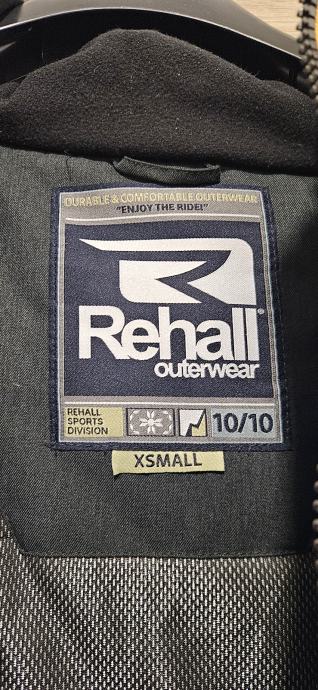 DURABLE & COMFORTABLE OUTERWEAR
"ENJOY THE RIDE!"
Rehall®
outerwear
REHALL
SPORTS
DIVISION
10/10
XSMALL